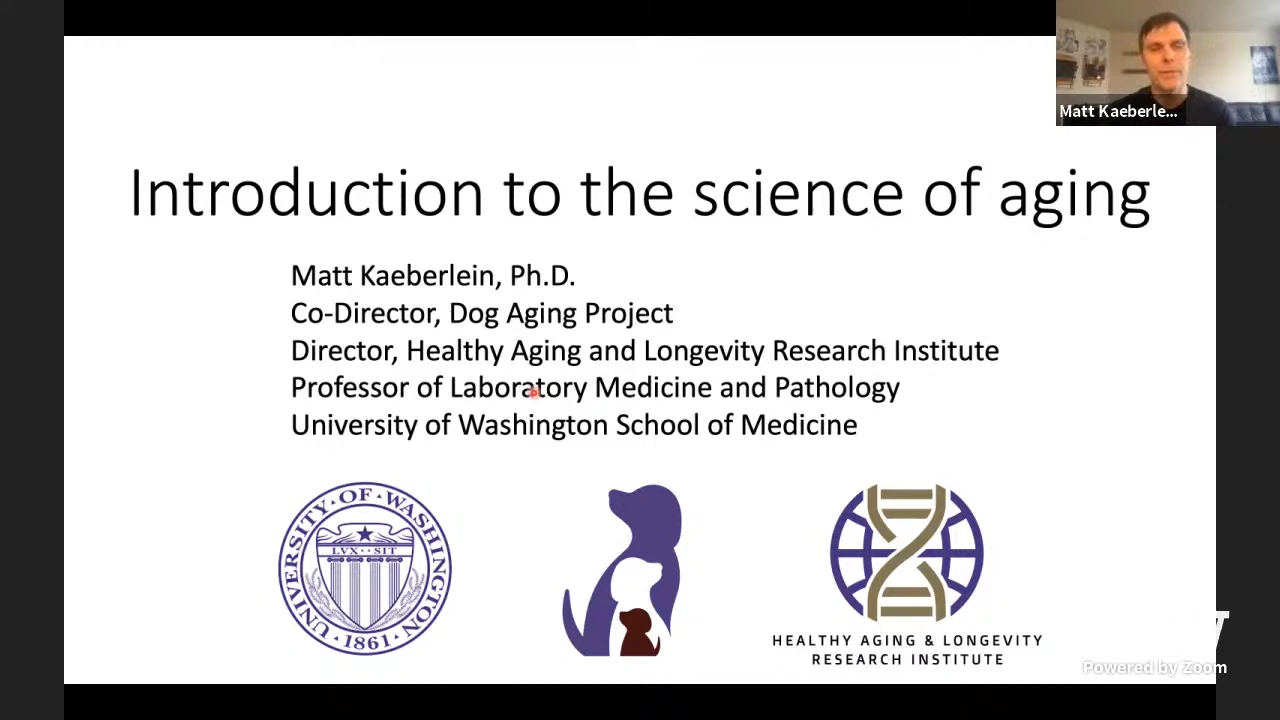 Matt Kaeberle...
Introduction to the science of aging
Matt Kaeberlein, Ph.D.
Co-Director, Dog Aging Project
Director, Healthy Aging and Longevity Research Institute
Professor of Laboratory Medicine and Pathology
University of Washington School of Medicine
UNIVERSITY · OF · WASHINGTON
LVX · · SIT
· 1861 ·
HEALTHY AGING & LONGEVITY
RESEARCH INSTITUTE
Powered by Zoom